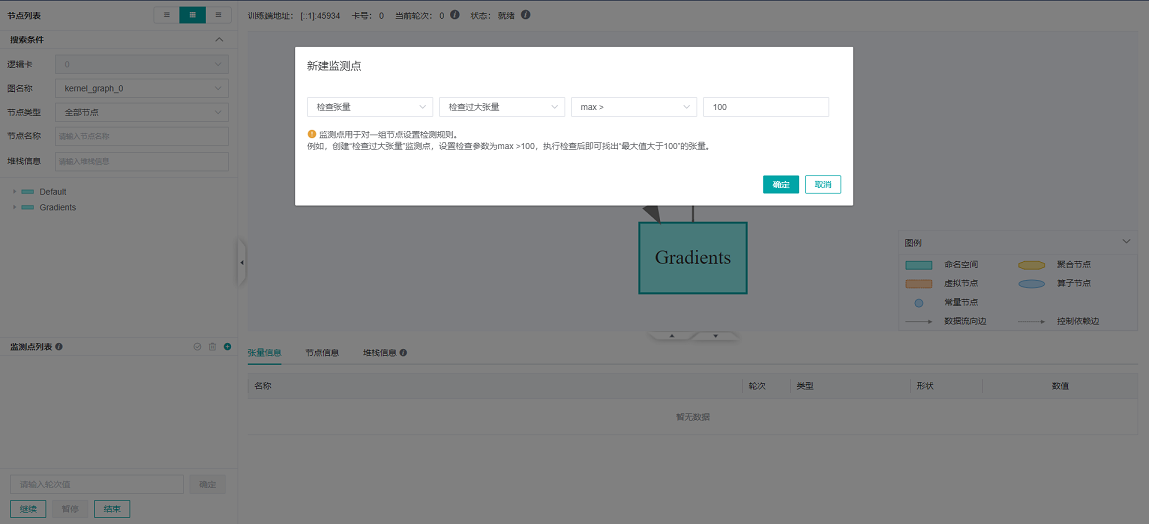 节点列表
搜索条件
逻辑卡
0
图名称
kernel_graph_0
节点类型
全部节点
节点名称
请输入节点名称
堆栈信息
请输入堆栈信息
Default
Gradients
监测点列表
请输入轮次值
确定
继续
暂停
结束
训练端地址： [::1]:45934 卡号： 0 当前轮次： 0 状态： 就绪
新建监测点
检查张量
检查过大张量
max >
100
监测点用于对一组节点设置检测规则。
例如，创建“检查过大张量”监测点，设置检查参数为max >100，执行检查后即可找出“最大值大于100”的张量。
确定
取消
Gradients
图例
命名空间
聚合节点
虚拟节点
算子节点
常量节点
数据流向边
控制依赖边
张量信息
节点信息
堆栈信息
名称
轮次
类型
形状
数值
暂无数据